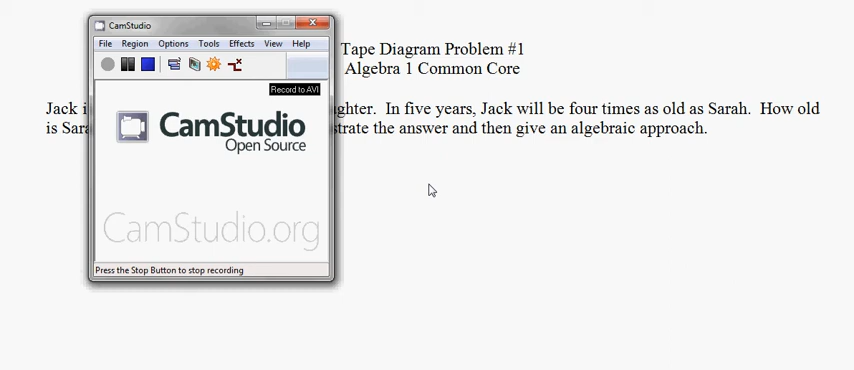 CamStudio
File Region Options Tools Effects View Help
Record to AVI
CamStudio
Open Source
CamStudio.org
Press the Stop Button to stop recording
Tape Diagram Problem #1
Algebra 1 Common Core
Jack i ghter. In five years, Jack will be four times as old as Sarah. How old
is Sara strate the answer and then give an algebraic approach.